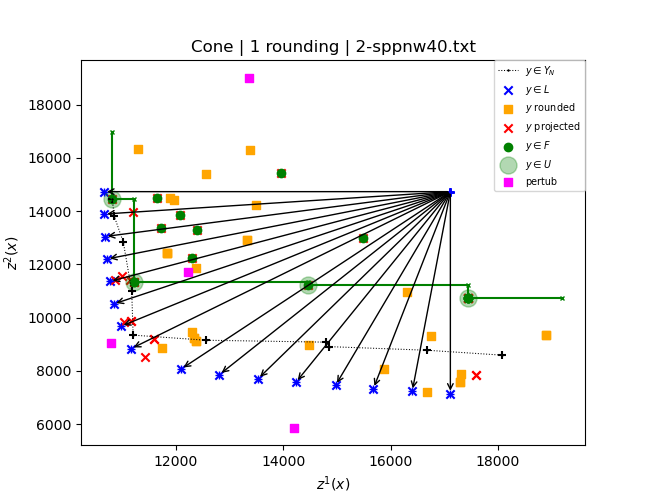 Cone | 1 rounding | 2-sppnw40.txt
y ∈ Y_N
y ∈ L
y rounded
y projected
y ∈ F
y ∈ U
pertub
18000
16000
14000
12000
10000
8000
6000
z²(x)
12000 14000 16000 18000
z¹(x)